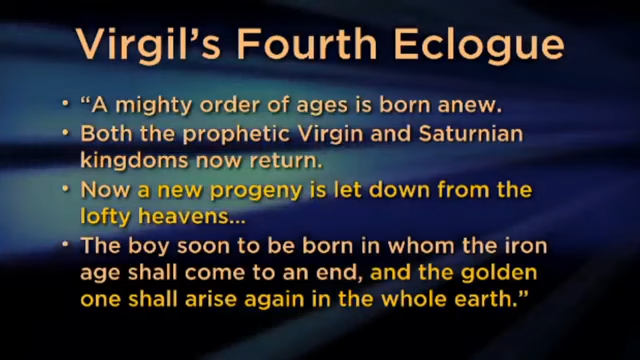 Virgil's Fourth Eclogue
• “A mighty order of ages is born anew.
• Both the prophetic Virgin and Saturnian
kingdoms now return.
• Now a new progeny is let down from the
lofty heavens...
• The boy soon to be born in whom the iron
age shall come to an end, and the golden
one shall arise again in the whole earth.”